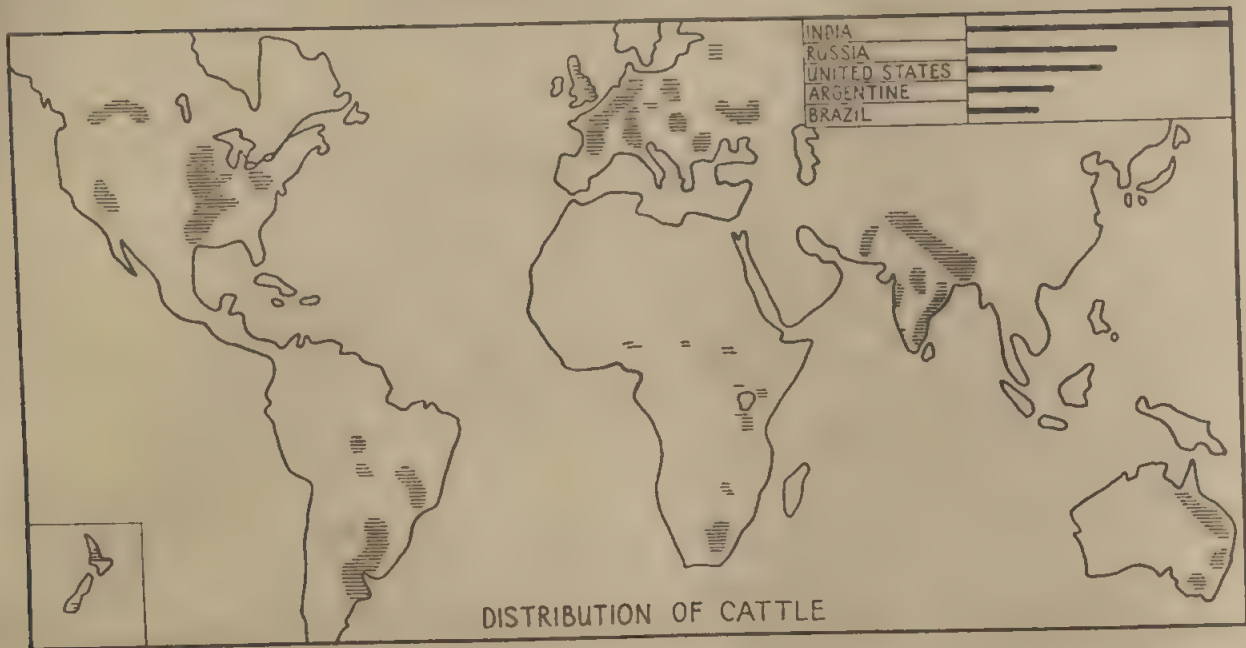 INDIA
RUSSIA
UNITED STATES
ARGENTINE
BRAZIL
DISTRIBUTION OF CATTLE